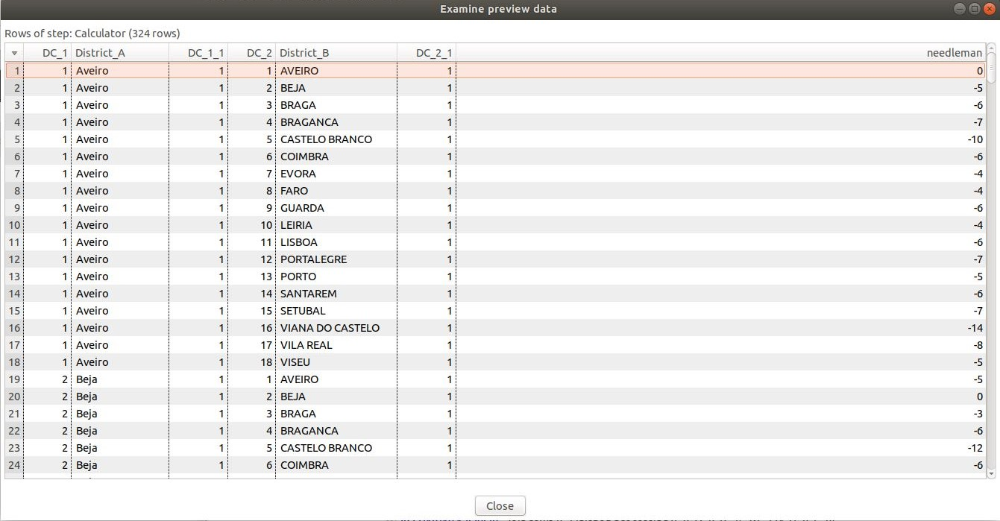 Examine preview data
Rows of step: Calculator (324 rows)
DC_1 District_A DC_1_1 DC_2 District_B DC_2_1 needleman
1 1 Aveiro 1 1 AVEIRO 1 0
2 1 Aveiro 1 2 BEJA 1 -5
3 1 Aveiro 1 3 BRAGA 1 -6
4 1 Aveiro 1 4 BRAGANCA 1 -7
5 1 Aveiro 1 5 CASTELO BRANCO 1 -10
6 1 Aveiro 1 6 COIMBRA 1 -6
7 1 Aveiro 1 7 EVORA 1 -4
8 1 Aveiro 1 8 FARO 1 -4
9 1 Aveiro 1 9 GUARDA 1 -6
10 1 Aveiro 1 10 LEIRIA 1 -4
11 1 Aveiro 1 11 LISBOA 1 -6
12 1 Aveiro 1 12 PORTALEGRE 1 -7
13 1 Aveiro 1 13 PORTO 1 -5
14 1 Aveiro 1 14 SANTAREM 1 -6
15 1 Aveiro 1 15 SETUBAL 1 -7
16 1 Aveiro 1 16 VIANA DO CASTELO 1 -14
17 1 Aveiro 1 17 VILA REAL 1 -8
18 1 Aveiro 1 18 VISEU 1 -5
19 2 Beja 1 1 AVEIRO 1 -5
20 2 Beja 1 2 BEJA 1 0
21 2 Beja 1 3 BRAGA 1 -3
22 2 Beja 1 4 BRAGANCA 1 -6
23 2 Beja 1 5 CASTELO BRANCO 1 -12
24 2 Beja 1 6 COIMBRA 1 -6
Close